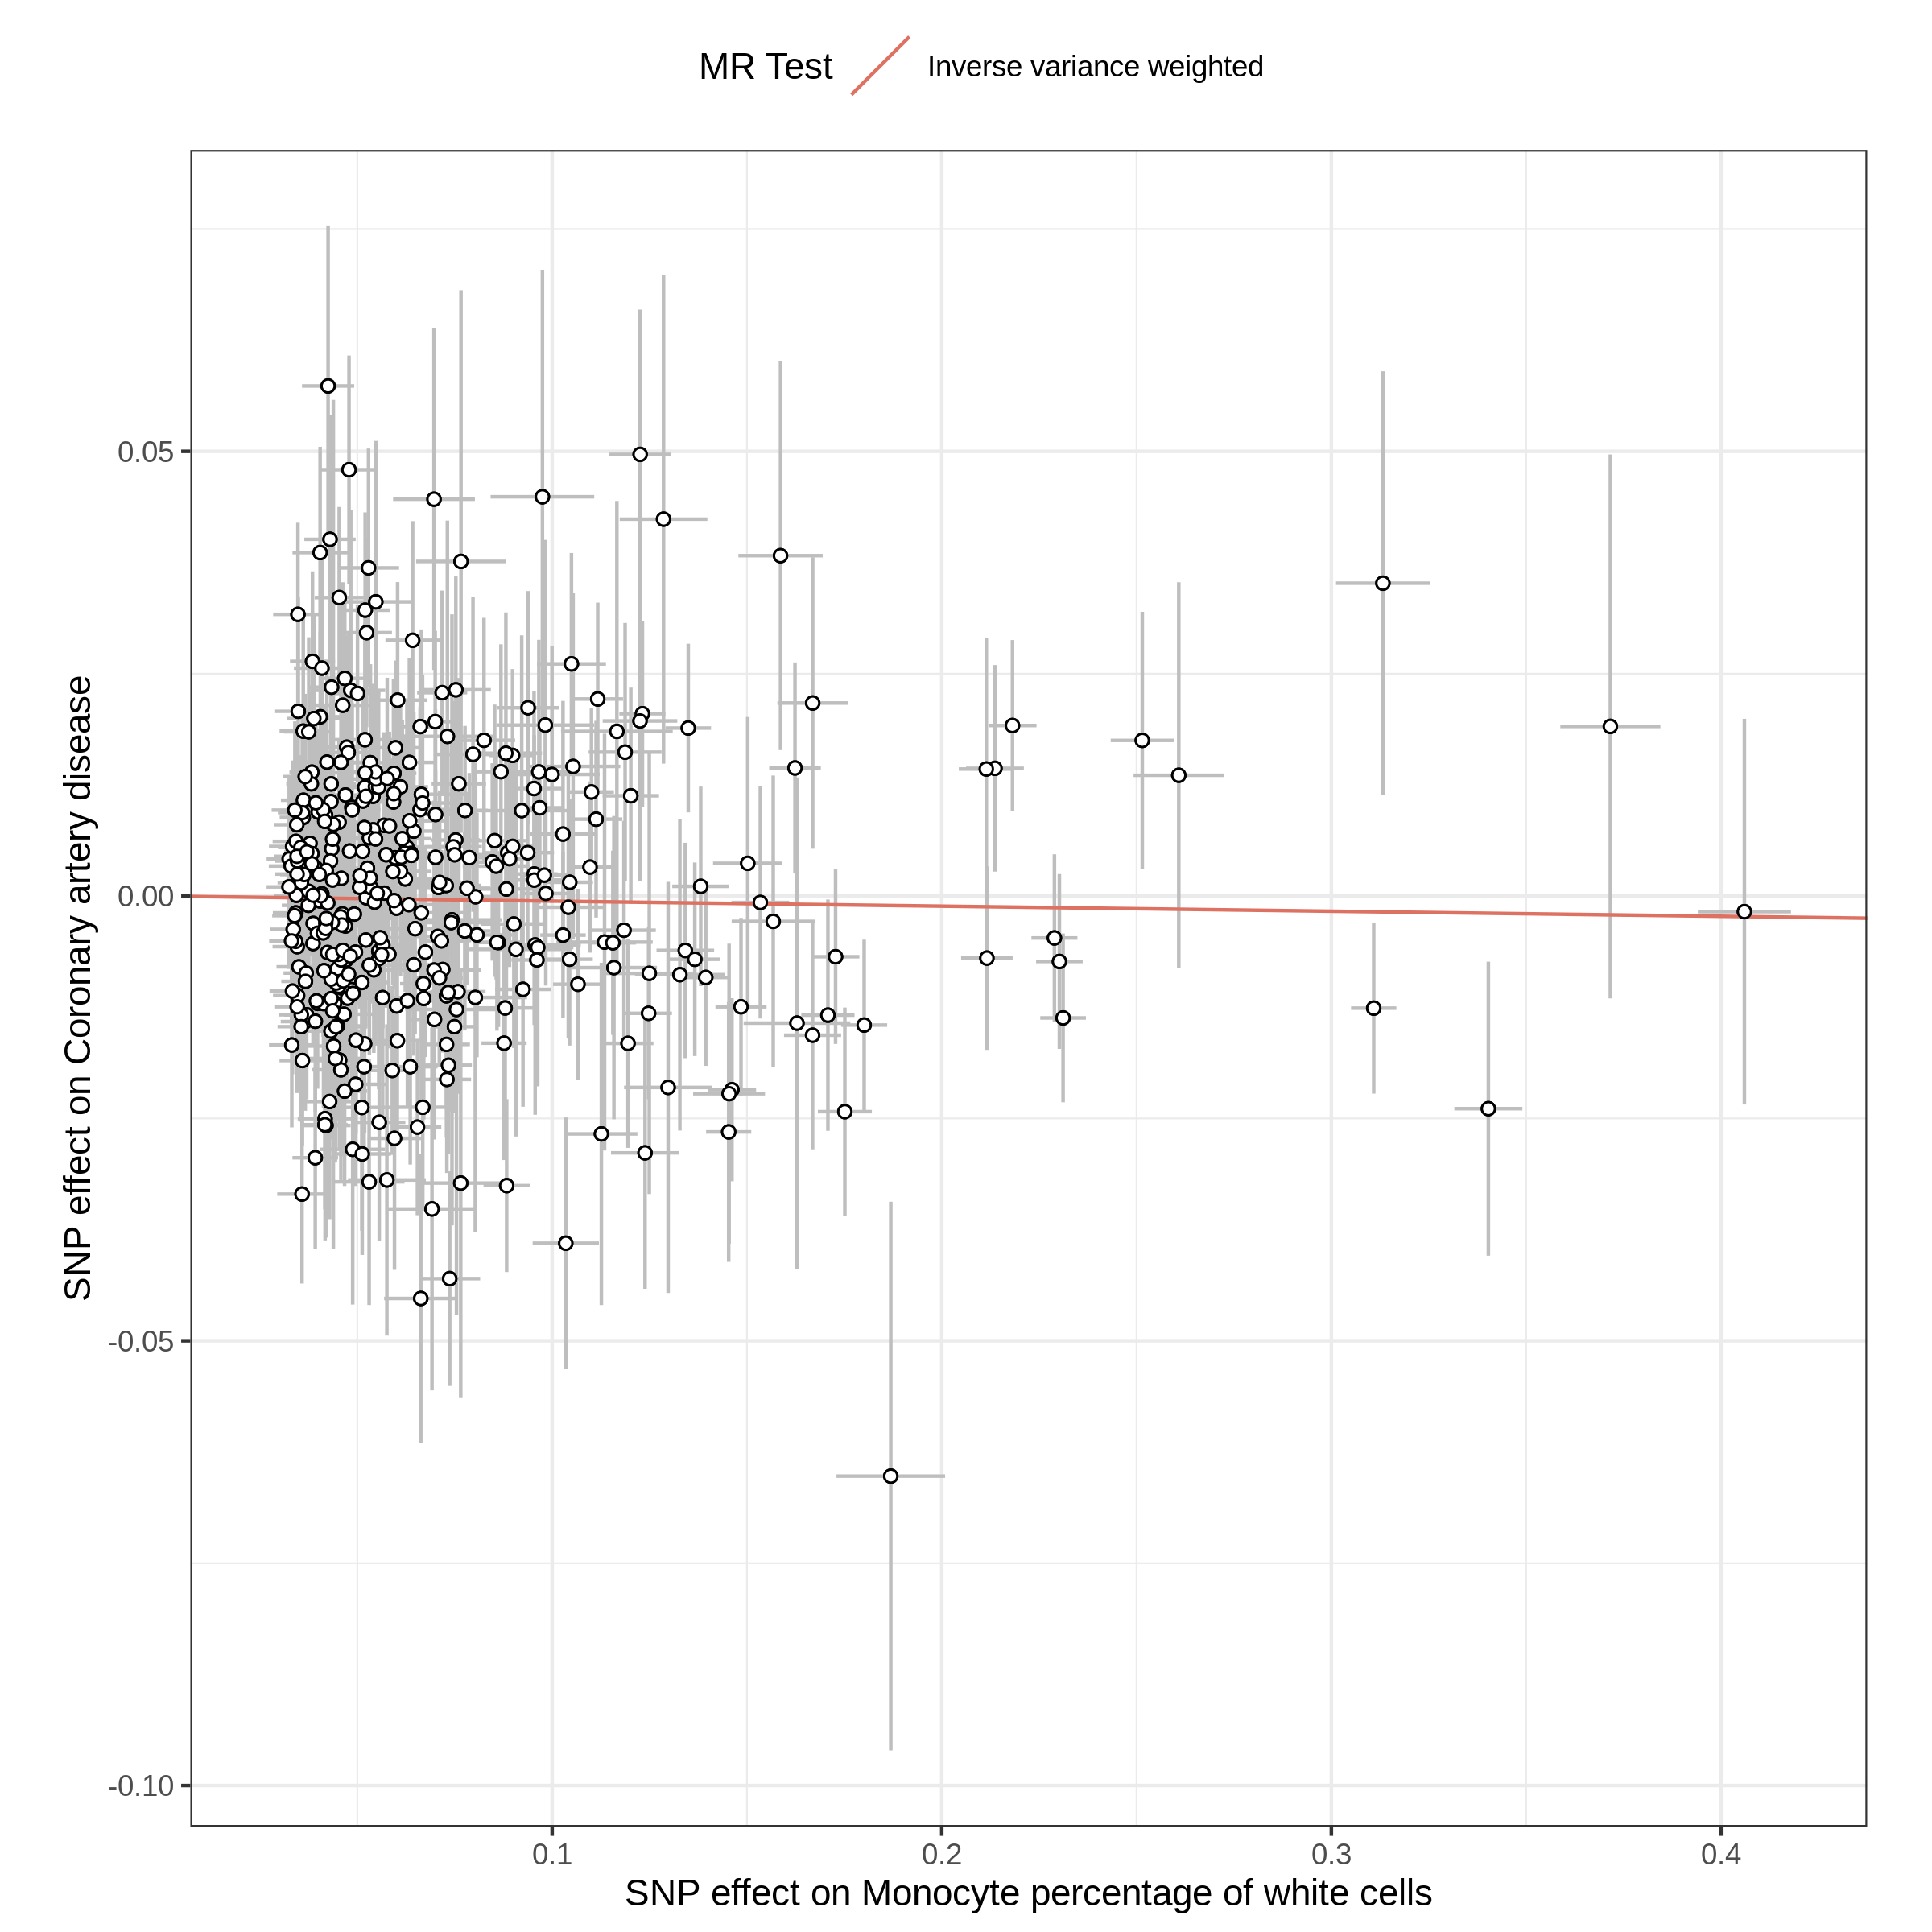 MR Test Inverse variance weighted
SNP effect on Coronary artery disease
0.05
0.00
-0.05
-0.10
0.1 0.2 0.3 0.4
SNP effect on Monocyte percentage of white cells